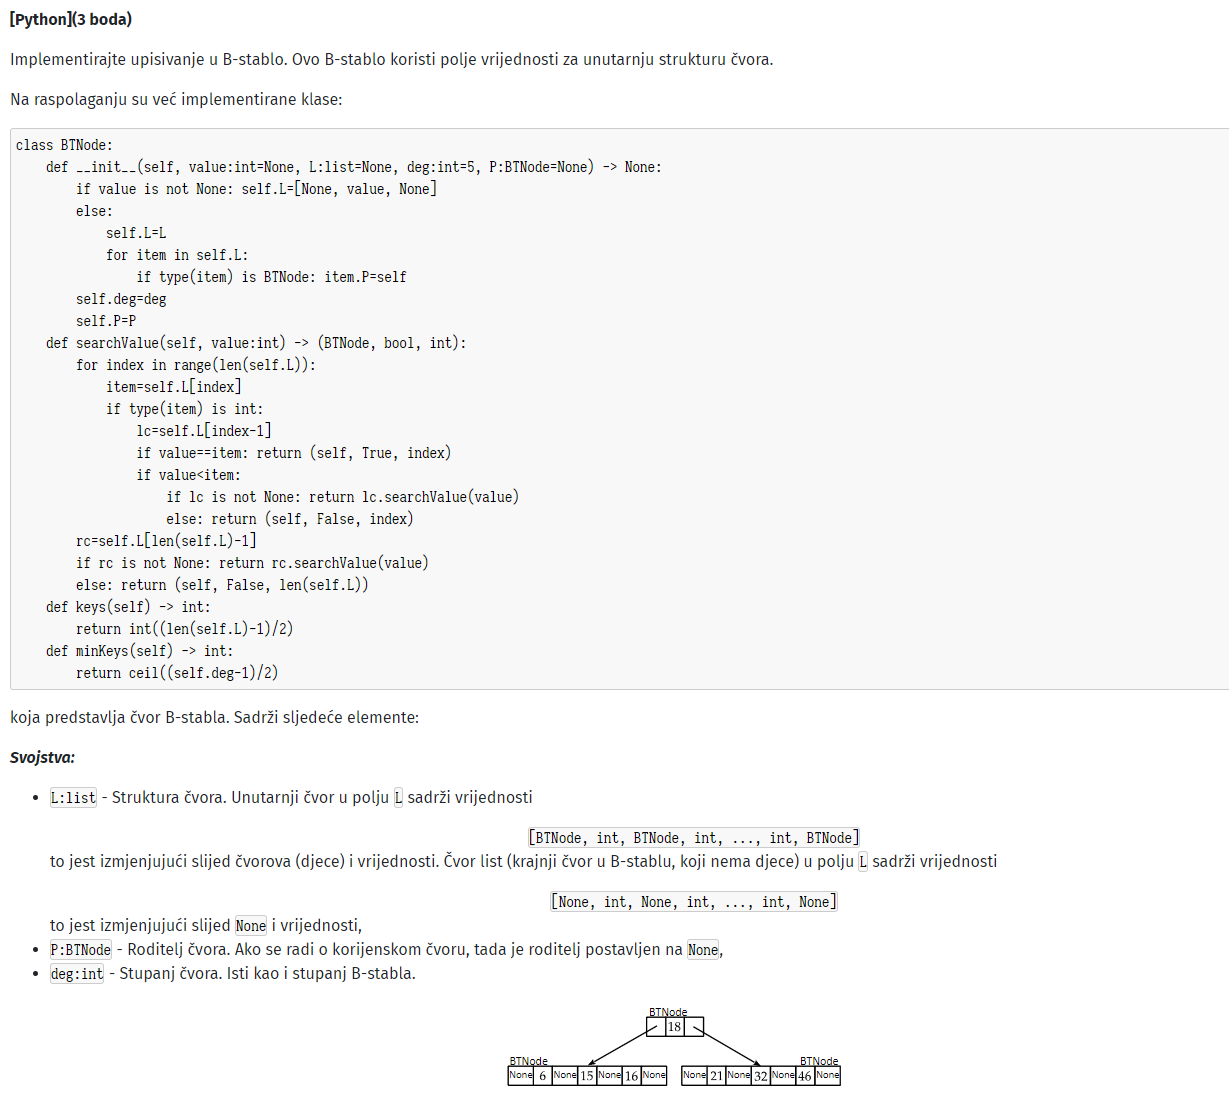 [Python](3 boda)
Implementirajte upisivanje u B-stablo. Ovo B-stablo koristi polje vrijednosti za unutarnju strukturu čvora.
Na raspolaganju su već implementirane klase:
class BTNode:
    def __init__(self, value:int=None, L:list=None, deg:int=5, P:BTNode=None) -> None:
        if value is not None: self.L=[None, value, None]
        else:
            self.L=L
            for item in self.L:
                if type(item) is BTNode: item.P=self
        self.deg=deg
        self.P=P
    def searchValue(self, value:int) -> (BTNode, bool, int):
        for index in range(len(self.L)):
            item=self.L[index]
            if type(item) is int:
                lc=self.L[index-1]
                if value==item: return (self, True, index)
                if value<item:
                    if lc is not None: return lc.searchValue(value)
                    else: return (self, False, index)
        rc=self.L[len(self.L)-1]
        if rc is not None: return rc.searchValue(value)
        else: return (self, False, len(self.L))
    def keys(self) -> int:
        return int((len(self.L)-1)/2)
    def minKeys(self) -> int:
        return ceil((self.deg-1)/2)
koja predstavlja čvor B-stabla. Sadrži sljedeće elemente:
Svojstva:
• L:list - Struktura čvora. Unutarnji čvor u polju L sadrži vrijednosti
[BTNode, int, BTNode, int, ..., int, BTNode]
to jest izmjenjujući slijed čvorova (djece) i vrijednosti. Čvor list (krajnji čvor u B-stablu, koji nema djece) u polju L sadrži vrijednosti
[None, int, None, int, ..., int, None]
to jest izmjenjujući slijed None i vrijednosti,
• P:BTNode - Roditelj čvora. Ako se radi o korijenskom čvoru, tada je roditelj postavljen na None,
• deg:int - Stupanj čvora. Isti kao i stupanj B-stabla.
BTNode
18
BTNode BTNode
None 6 None 15 None 16 None None 21 None 32 None 46 None